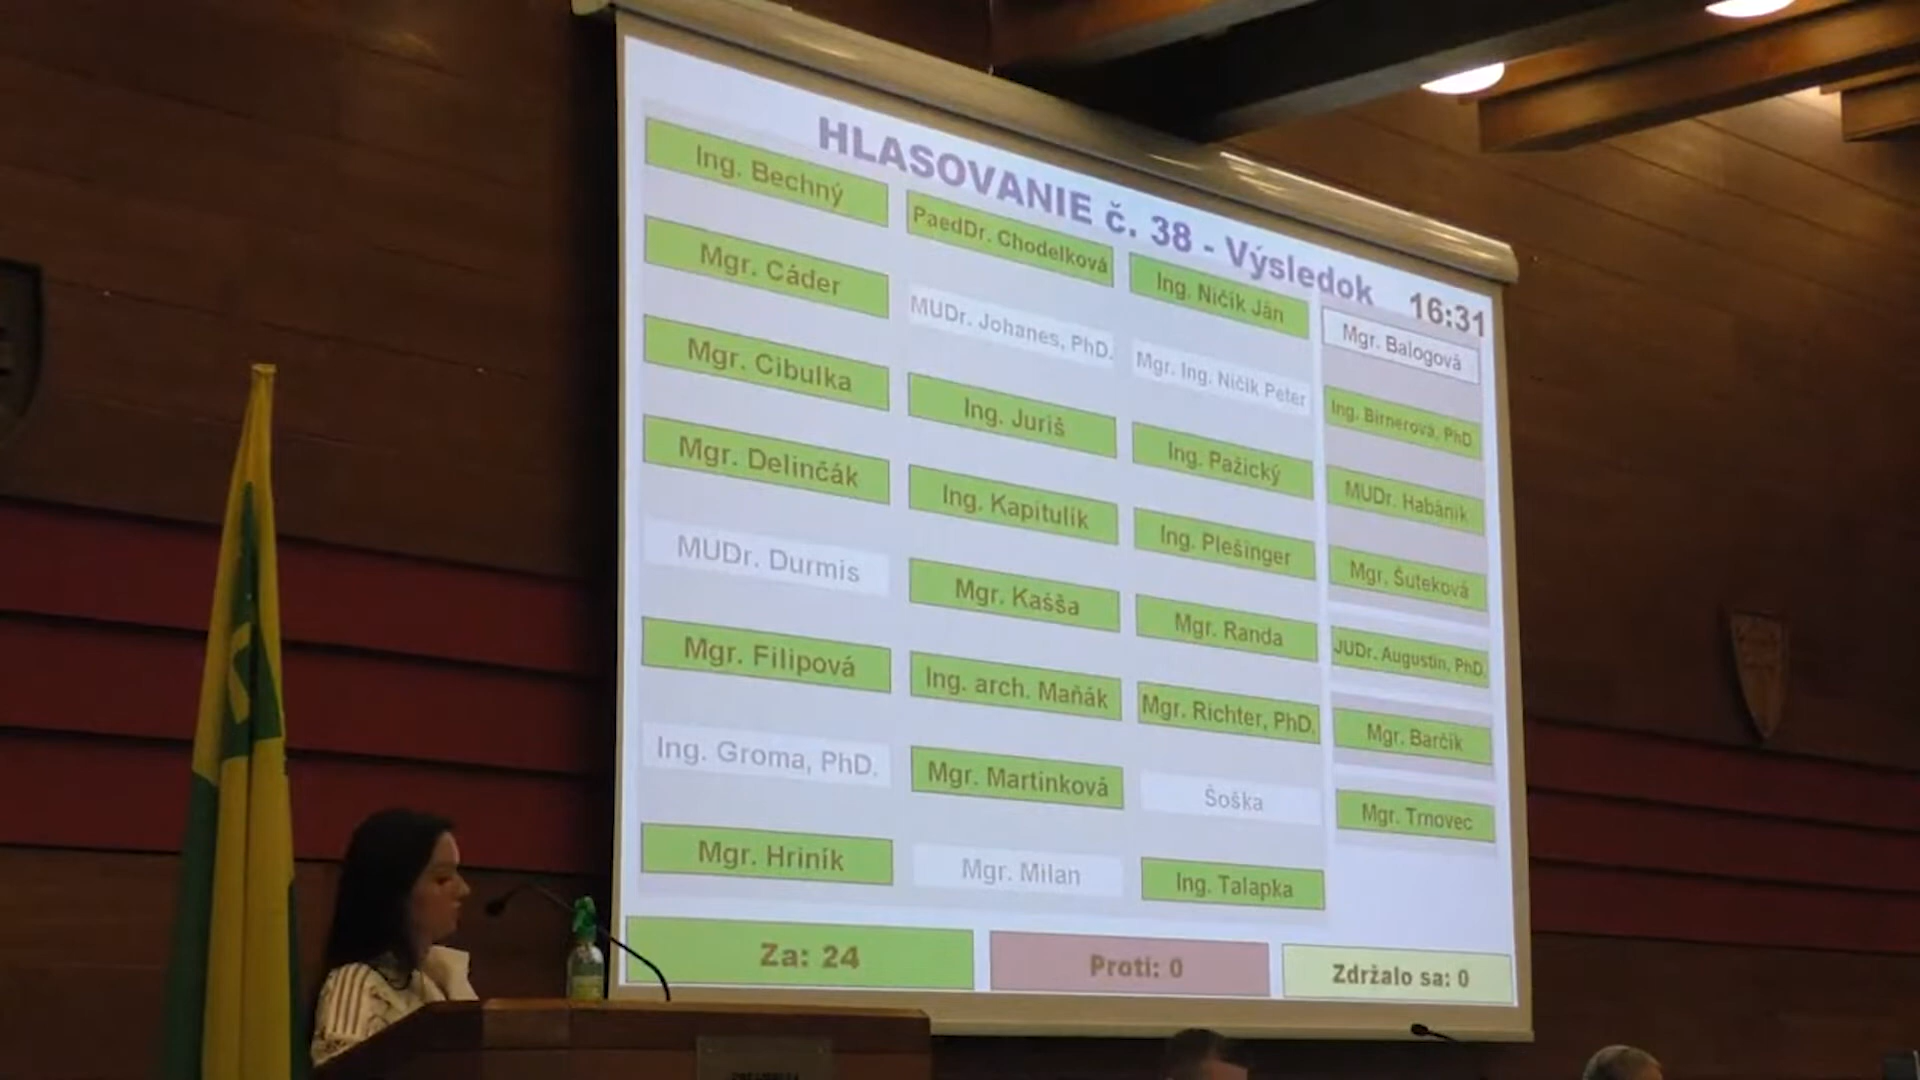 HLASOVANIE č. 38 - Výsledok 16:31
Ing. Bechný
Mgr. Cáder
Mgr. Cibulka
Mgr. Delinčák
MUDr. Durmis
Mgr. Filipová
Ing. Groma, PhD.
Mgr. Hriník
PaedDr. Chodelková
MUDr. Johanes, PhD.
Ing. Juriš
Ing. Kapitulík
Mgr. Kašša
Ing. arch. Maňák
Mgr. Martinková
Mgr. Milan
Ing. Ničík Ján
Mgr. Ing. Ničík Peter
Ing. Pažický
Ing. Plešinger
Mgr. Randa
Mgr. Richter, PhD.
Šoška
Ing. Talapka
Mgr. Balogová
Ing. Birnerová, PhD
MUDr. Habánik
Mgr. Šuteková
JUDr. Augustín, PhD.
Mgr. Barčík
Mgr. Trnovec
Za: 24
Proti: 0
Zdržalo sa: 0